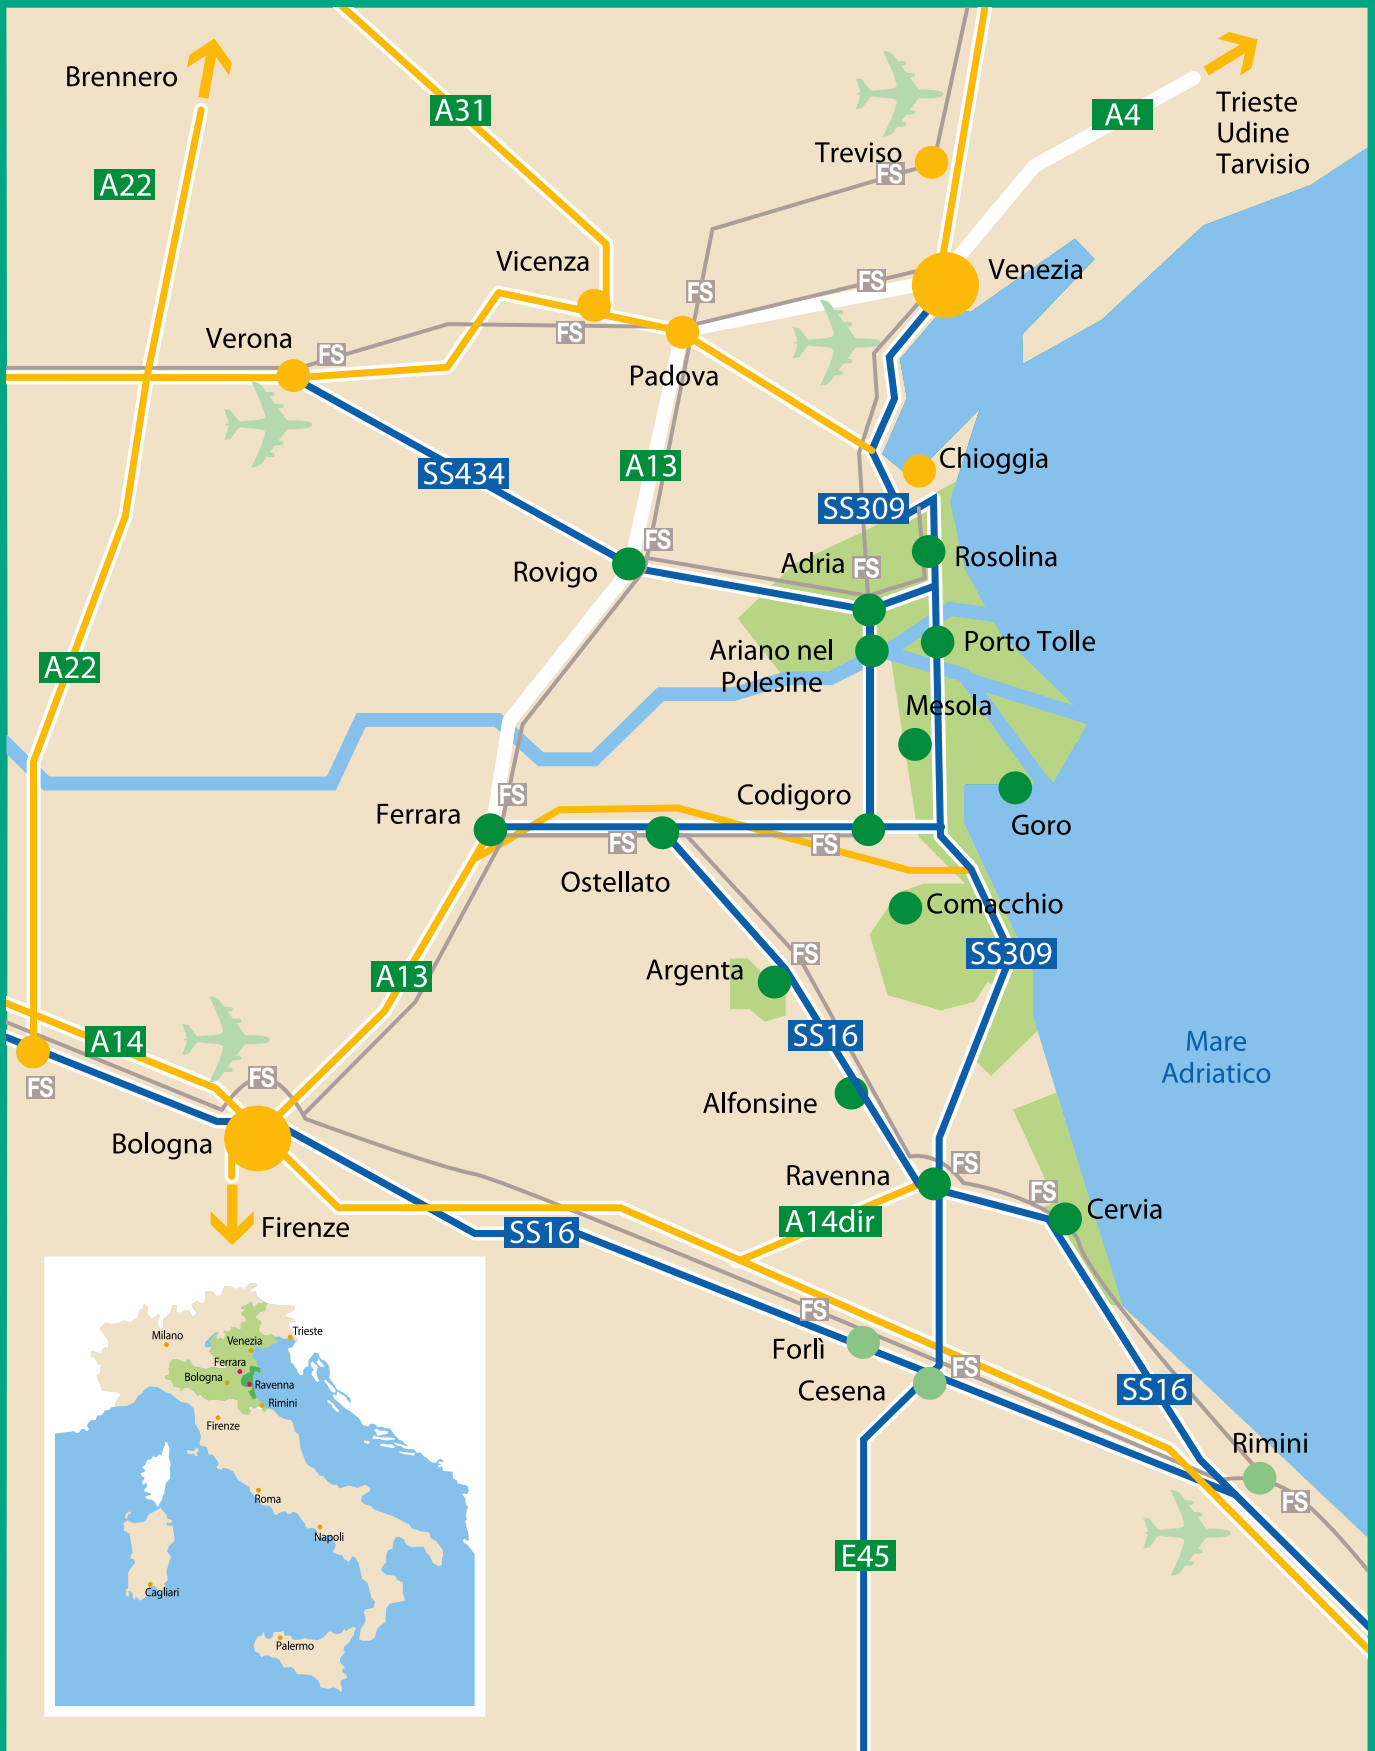 Brennero
A31
A4
Trieste
Udine
Tarvisio
Treviso
FS
A22
Vicenza
Venezia
FS
FS
FS
Verona
FS
Padova
Chioggia
A13
SS434
SS309
FS
Rosolina
Adria
FS
Rovigo
Porto Tolle
Ariano nel
Polesine
A22
Mesola
FS
Codigoro
Ferrara
Goro
FS
FS
Ostellato
Comacchio
SS309
FS
Argenta
A13
SS16
A14
Mare
Adriatico
FS
FS
Alfonsine
Bologna
Ravenna
FS
FS
Cervia
A14dir
Firenze
SS16
FS
Forlì
FS
Cesena
SS16
Rimini
FS
E45
Milano
Trieste
Venezia
Ferrara
Bologna
Ravenna
Rimini
Firenze
Roma
Napoli
Cagliari
Palermo